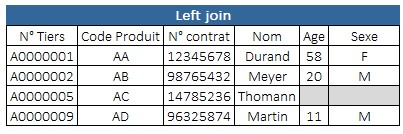 Left join
N° Tiers Code Produit N° contrat Nom Age Sexe
A0000001 AA 12345678 Durand 58 F
A0000002 AB 98765432 Meyer 20 M
A0000005 AC 14785236 Thomann
A0000009 AD 96325874 Martin 11 M